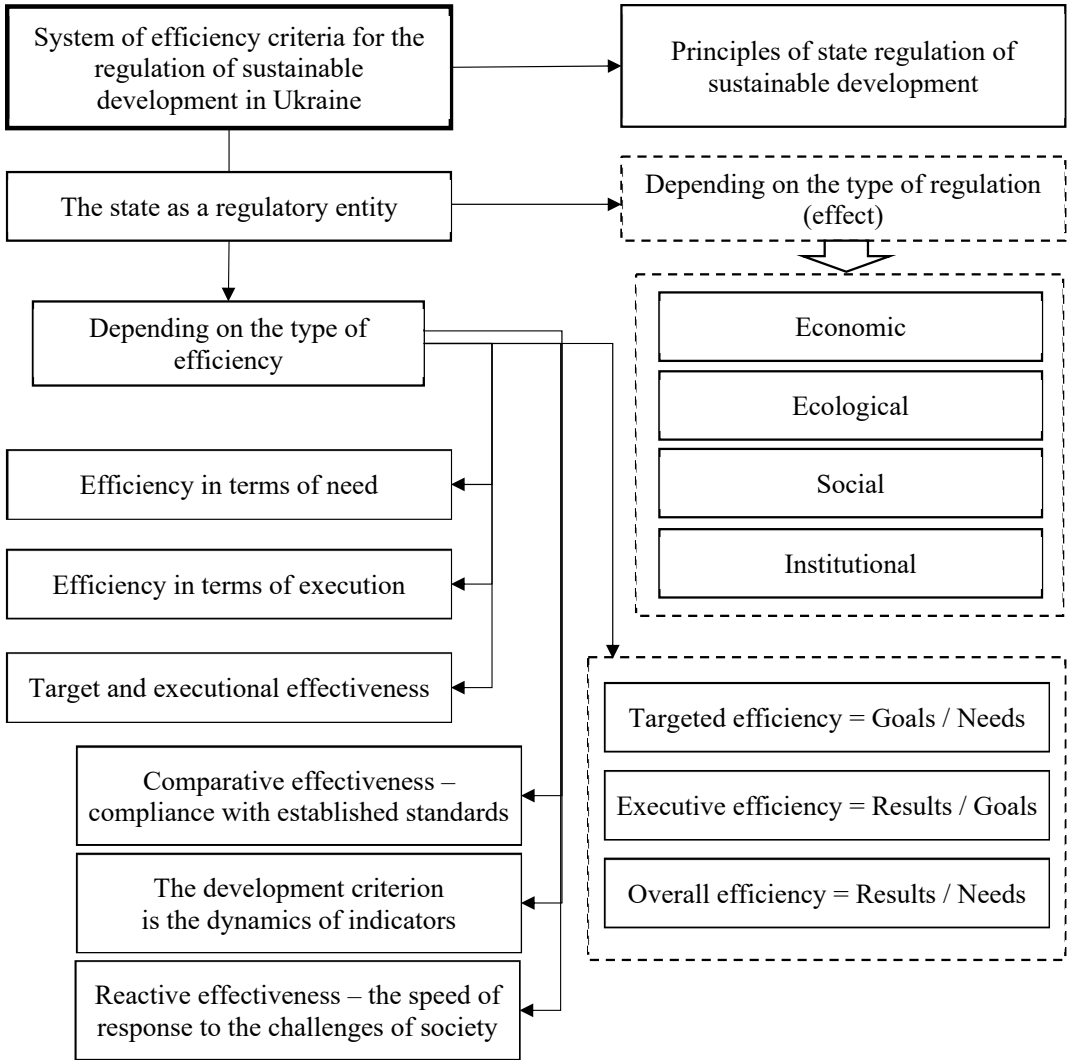 System of efficiency criteria for the
regulation of sustainable
development in Ukraine
Principles of state regulation of
sustainable development
The state as a regulatory entity
Depending on the type of regulation
(effect)
Depending on the type of
efficiency
Economic
Ecological
Social
Institutional
Efficiency in terms of need
Efficiency in terms of execution
Target and executional effectiveness
Comparative effectiveness –
compliance with established standards
The development criterion
is the dynamics of indicators
Reactive effectiveness – the speed of
response to the challenges of society
Targeted efficiency = Goals / Needs
Executive efficiency = Results / Goals
Overall efficiency = Results / Needs